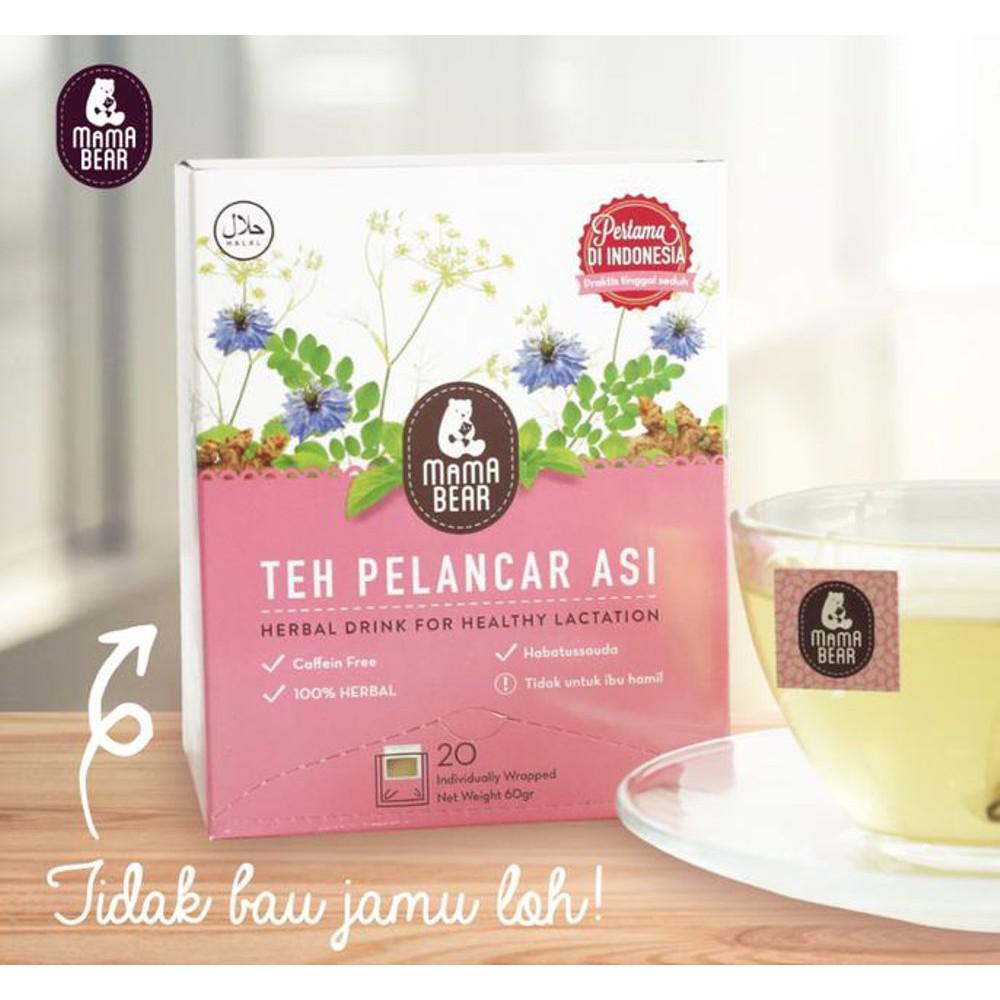 MAMA
BEAR
حلال
HALAL
Pertama
DI INDONESIA
Praktis tinggal seduh
MAMA
BEAR
TEH PELANCAR ASI
HERBAL DRINK FOR HEALTHY LACTATION
Caffein Free
Habatussauda
100% HERBAL
Tidak untuk ibu hamil
20
Individually Wrapped
Net Weight 60gr
MAMA
BEAR
Tidak bau jamu loh!